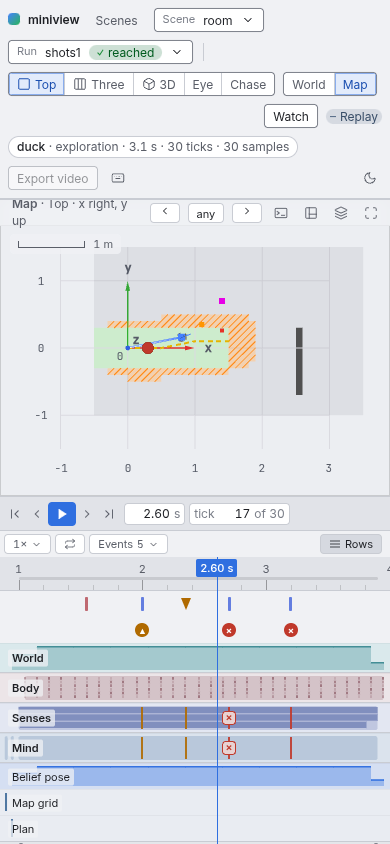 miniview Scenes Scene room
Run shots1 ✓ reached
Top Three 3D Eye Chase World Map
Watch – Replay
duck · exploration · 3.1 s · 30 ticks · 30 samples
Export video
Map · Top · x right, y up
any
1 m
y
1
z
0
0
x
-1
-1 0 1 2 3
2.60 s tick 17 of 30
1× Events 5 Rows
1 2 2.60 s 3 4
World
Body
Senses
Mind
Belief pose
Map grid
Plan